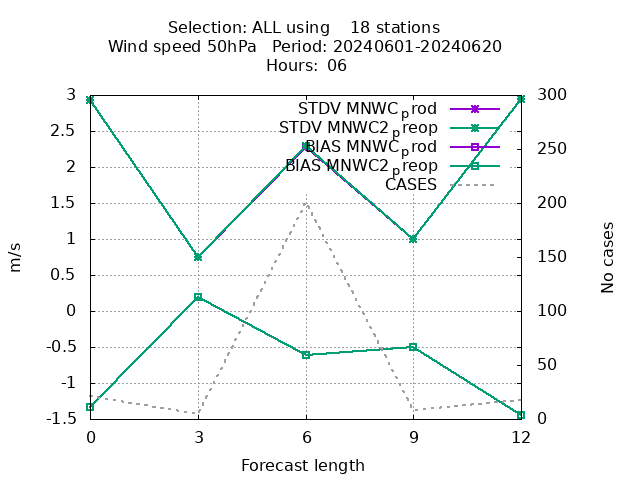 Selection: ALL using 18 stations
Wind speed 50hPa Period: 20240601-20240620
Hours: 06
STDV MNWC_prod
STDV MNWC2_preop
BIAS MNWC_prod
BIAS MNWC2_preop
CASES
3
2.5
2
1.5
1
0.5
0
-0.5
-1
-1.5
300
250
200
150
100
50
0
m/s
No cases
0 3 6 9 12
Forecast length